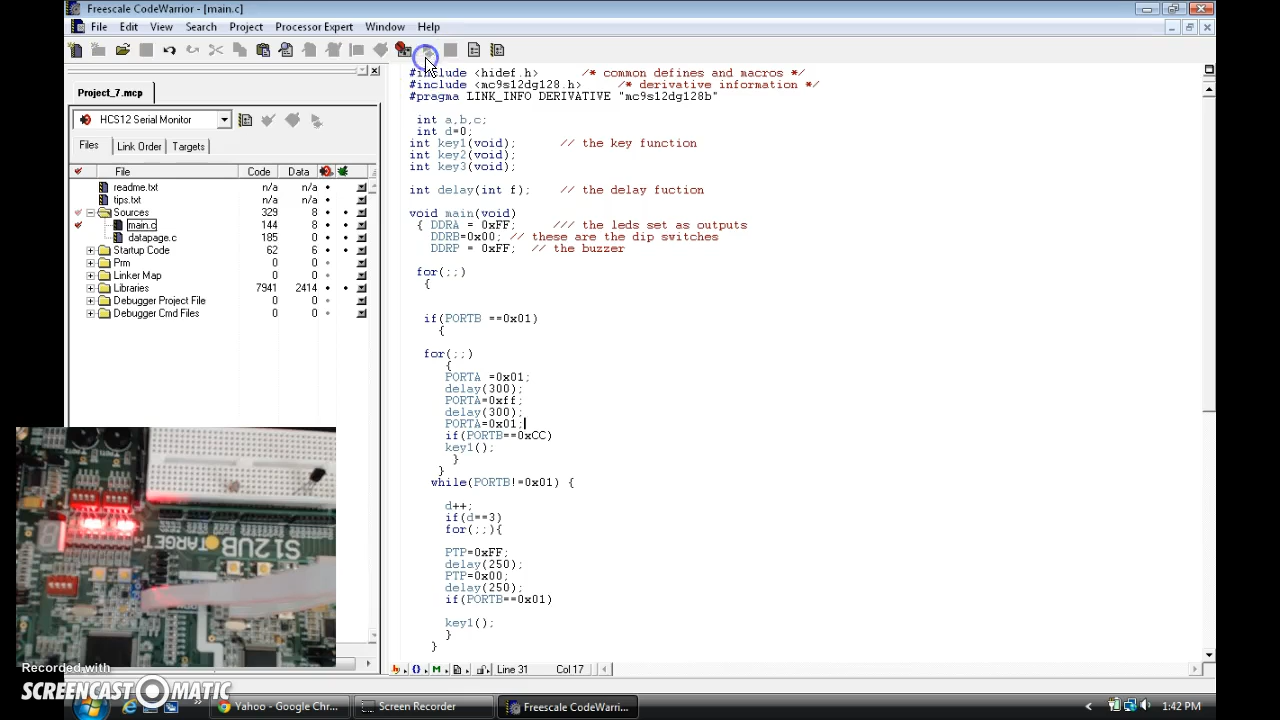 Freescale CodeWarrior - [main.c]
File Edit View Search Project Processor Expert Window Help
Project_7.mcp
HCS12 Serial Monitor
Files Link Order Targets
File Code Data
readme.txt n/a n/a
tips.txt n/a n/a
Sources 329 8
main.c 144 8
datapage.c 185 0
Startup Code 62 6
Prm 0 0
Linker Map 0 0
Libraries 7941 2414
Debugger Project File 0 0
Debugger Cmd Files 0 0
#include <hidef.h> /* common defines and macros */
#include <mc9s12dg128.h> /* derivative information */
#pragma LINK_INFO DERIVATIVE "mc9s12dg128b"
int a,b,c;
int d=0;
int key1(void); // the key function
int key2(void);
int key3(void);
int delay(int f); // the delay fuction
void main(void)
{ DDRA = 0xFF; /// the leds set as outputs
DDRB=0x00; // these are the dip switches
DDRP = 0xFF; // the buzzer
for(;;)
{
if(PORTB ==0x01)
{
for(;;)
{
PORTA =0x01;
delay(300);
PORTA=0xff;
delay(300);
PORTA=0x01;
if(PORTB==0xCC)
key1();
}
}
while(PORTB!=0x01) {
d++;
if(d==3)
for(;;){
PTP=0xFF;
delay(250);
PTP=0x00;
delay(250);
if(PORTB==0x01)
key1();
}
}
Line 31 Col 17
S12UB TARGET
Recorded with
SCREENCAST MATIC
Yahoo - Google Chr... Screen Recorder Freescale CodeWarri... 1:42 PM